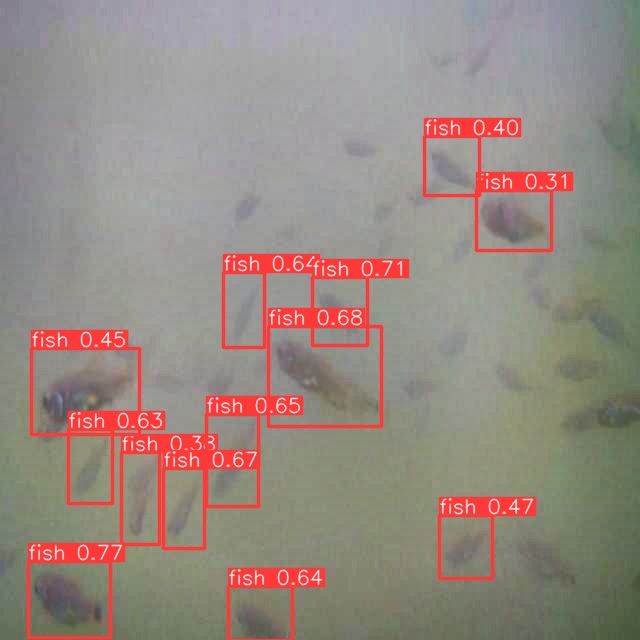 fish 0.40
fish 0.31
fish 0.64
fish 0.71
fish 0.68
fish 0.45
fish 0.65
fish 0.63
fish 0.33
fish 0.67
fish 0.47
fish 0.77
fish 0.64